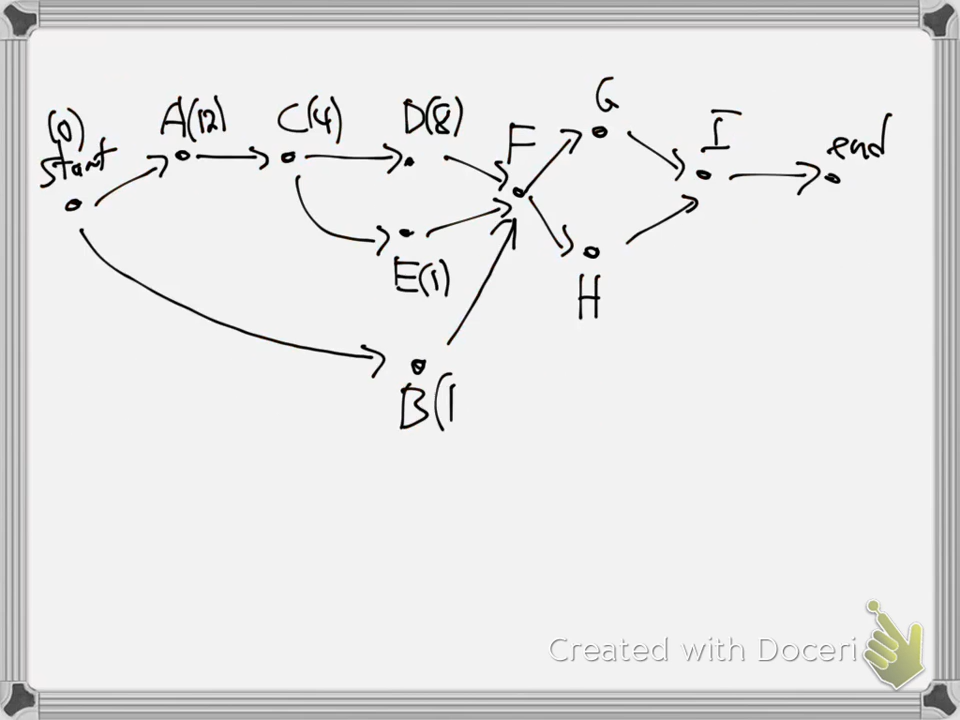 (0)
start
A(12)
C(4)
D(8)
F
G
I
end
E(1)
H
B(1
Created with Doceri